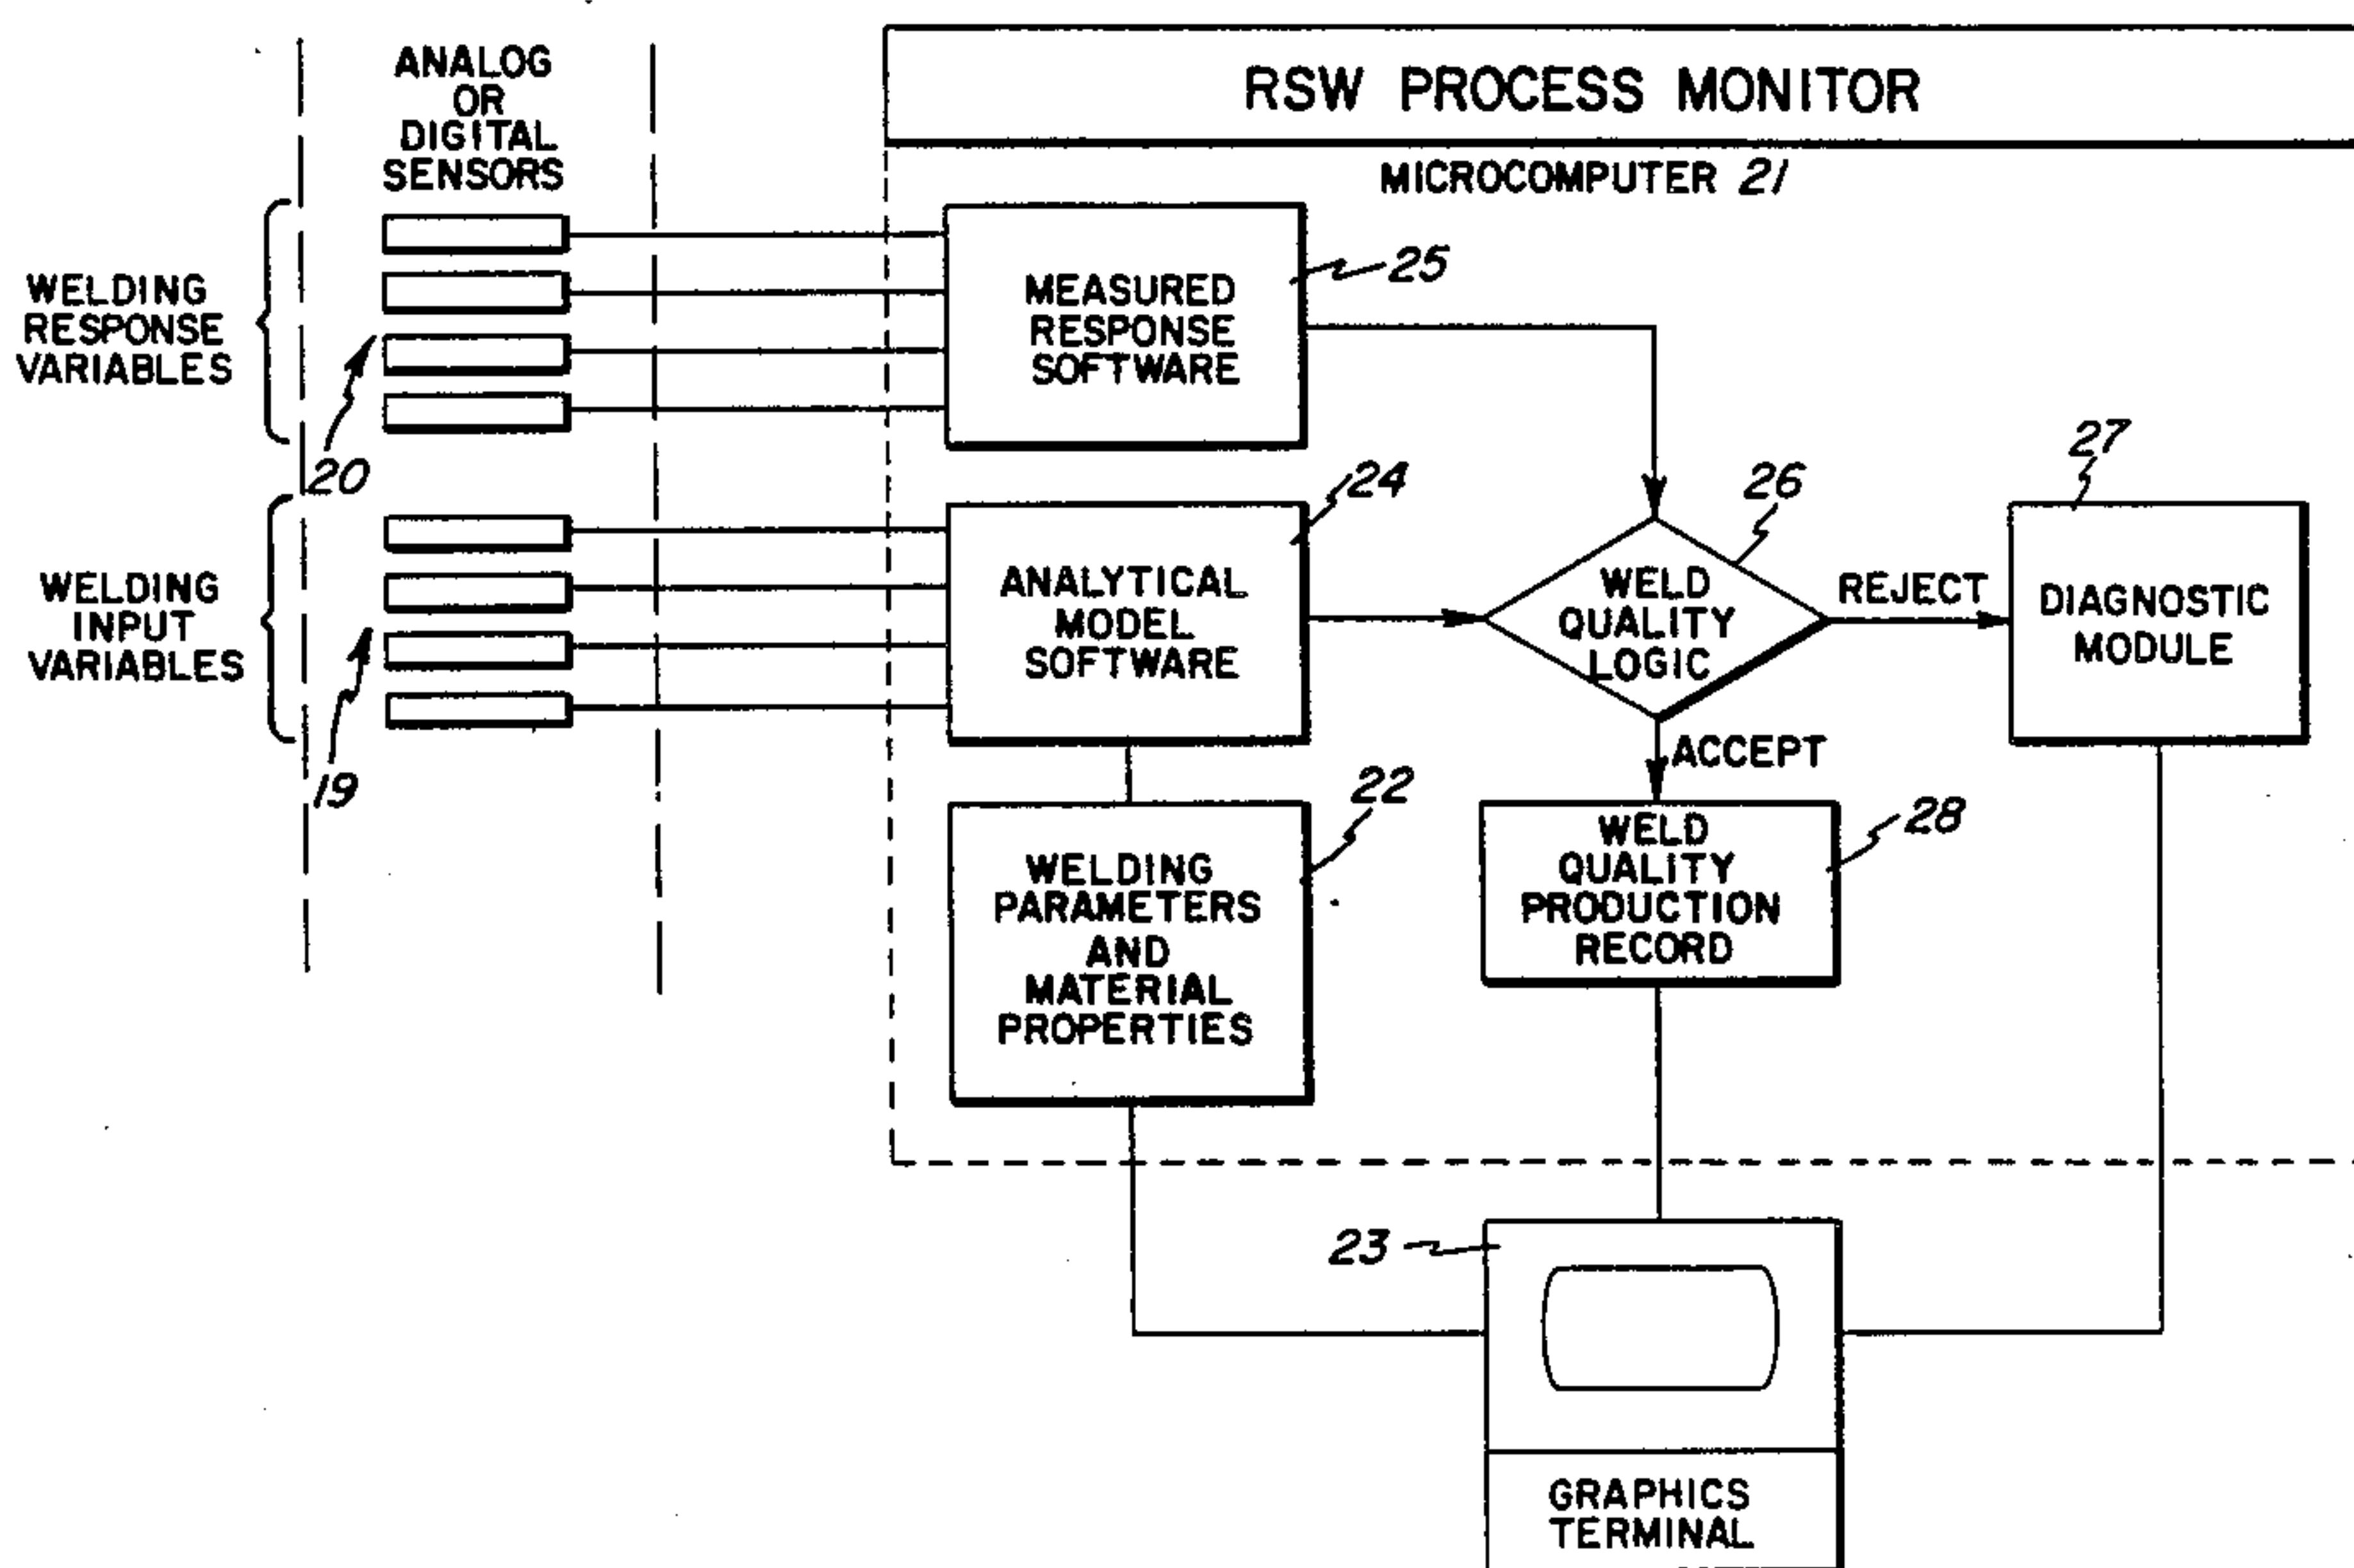 ANALOG
OR
DIGITAL
SENSORS
RSW PROCESS MONITOR
MICROCOMPUTER 21
WELDING
RESPONSE
VARIABLES
20
MEASURED
RESPONSE
SOFTWARE
25
WELDING
INPUT
VARIABLES
19
ANALYTICAL
MODEL
SOFTWARE
24
WELD
QUALITY
LOGIC
26
REJECT
DIAGNOSTIC
MODULE
27
ACCEPT
WELDING
PARAMETERS
AND
MATERIAL
PROPERTIES
22
WELD
QUALITY
PRODUCTION
RECORD
28
23
GRAPHICS
TERMINAL